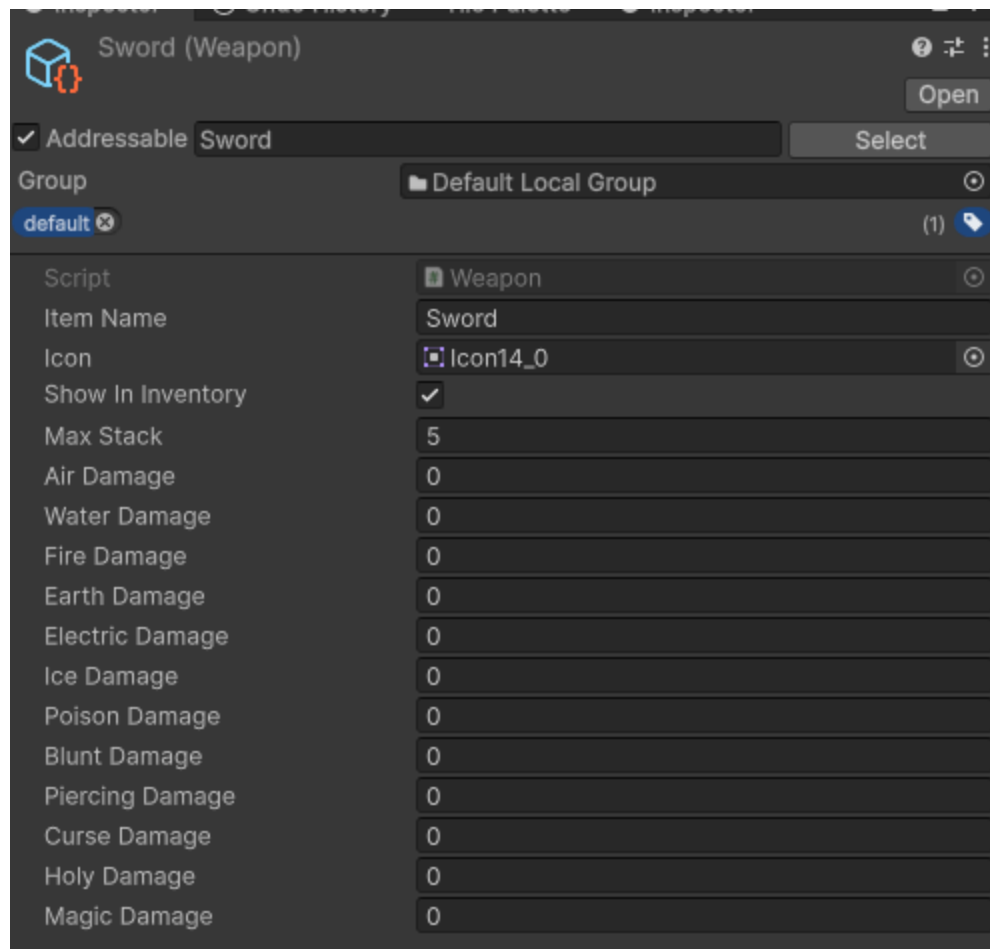 Sword (Weapon)
Open
Addressable Sword Select
Group Default Local Group
default (1)
Script Weapon
Item Name Sword
Icon Icon14_0
Show In Inventory
Max Stack 5
Air Damage 0
Water Damage 0
Fire Damage 0
Earth Damage 0
Electric Damage 0
Ice Damage 0
Poison Damage 0
Blunt Damage 0
Piercing Damage 0
Curse Damage 0
Holy Damage 0
Magic Damage 0